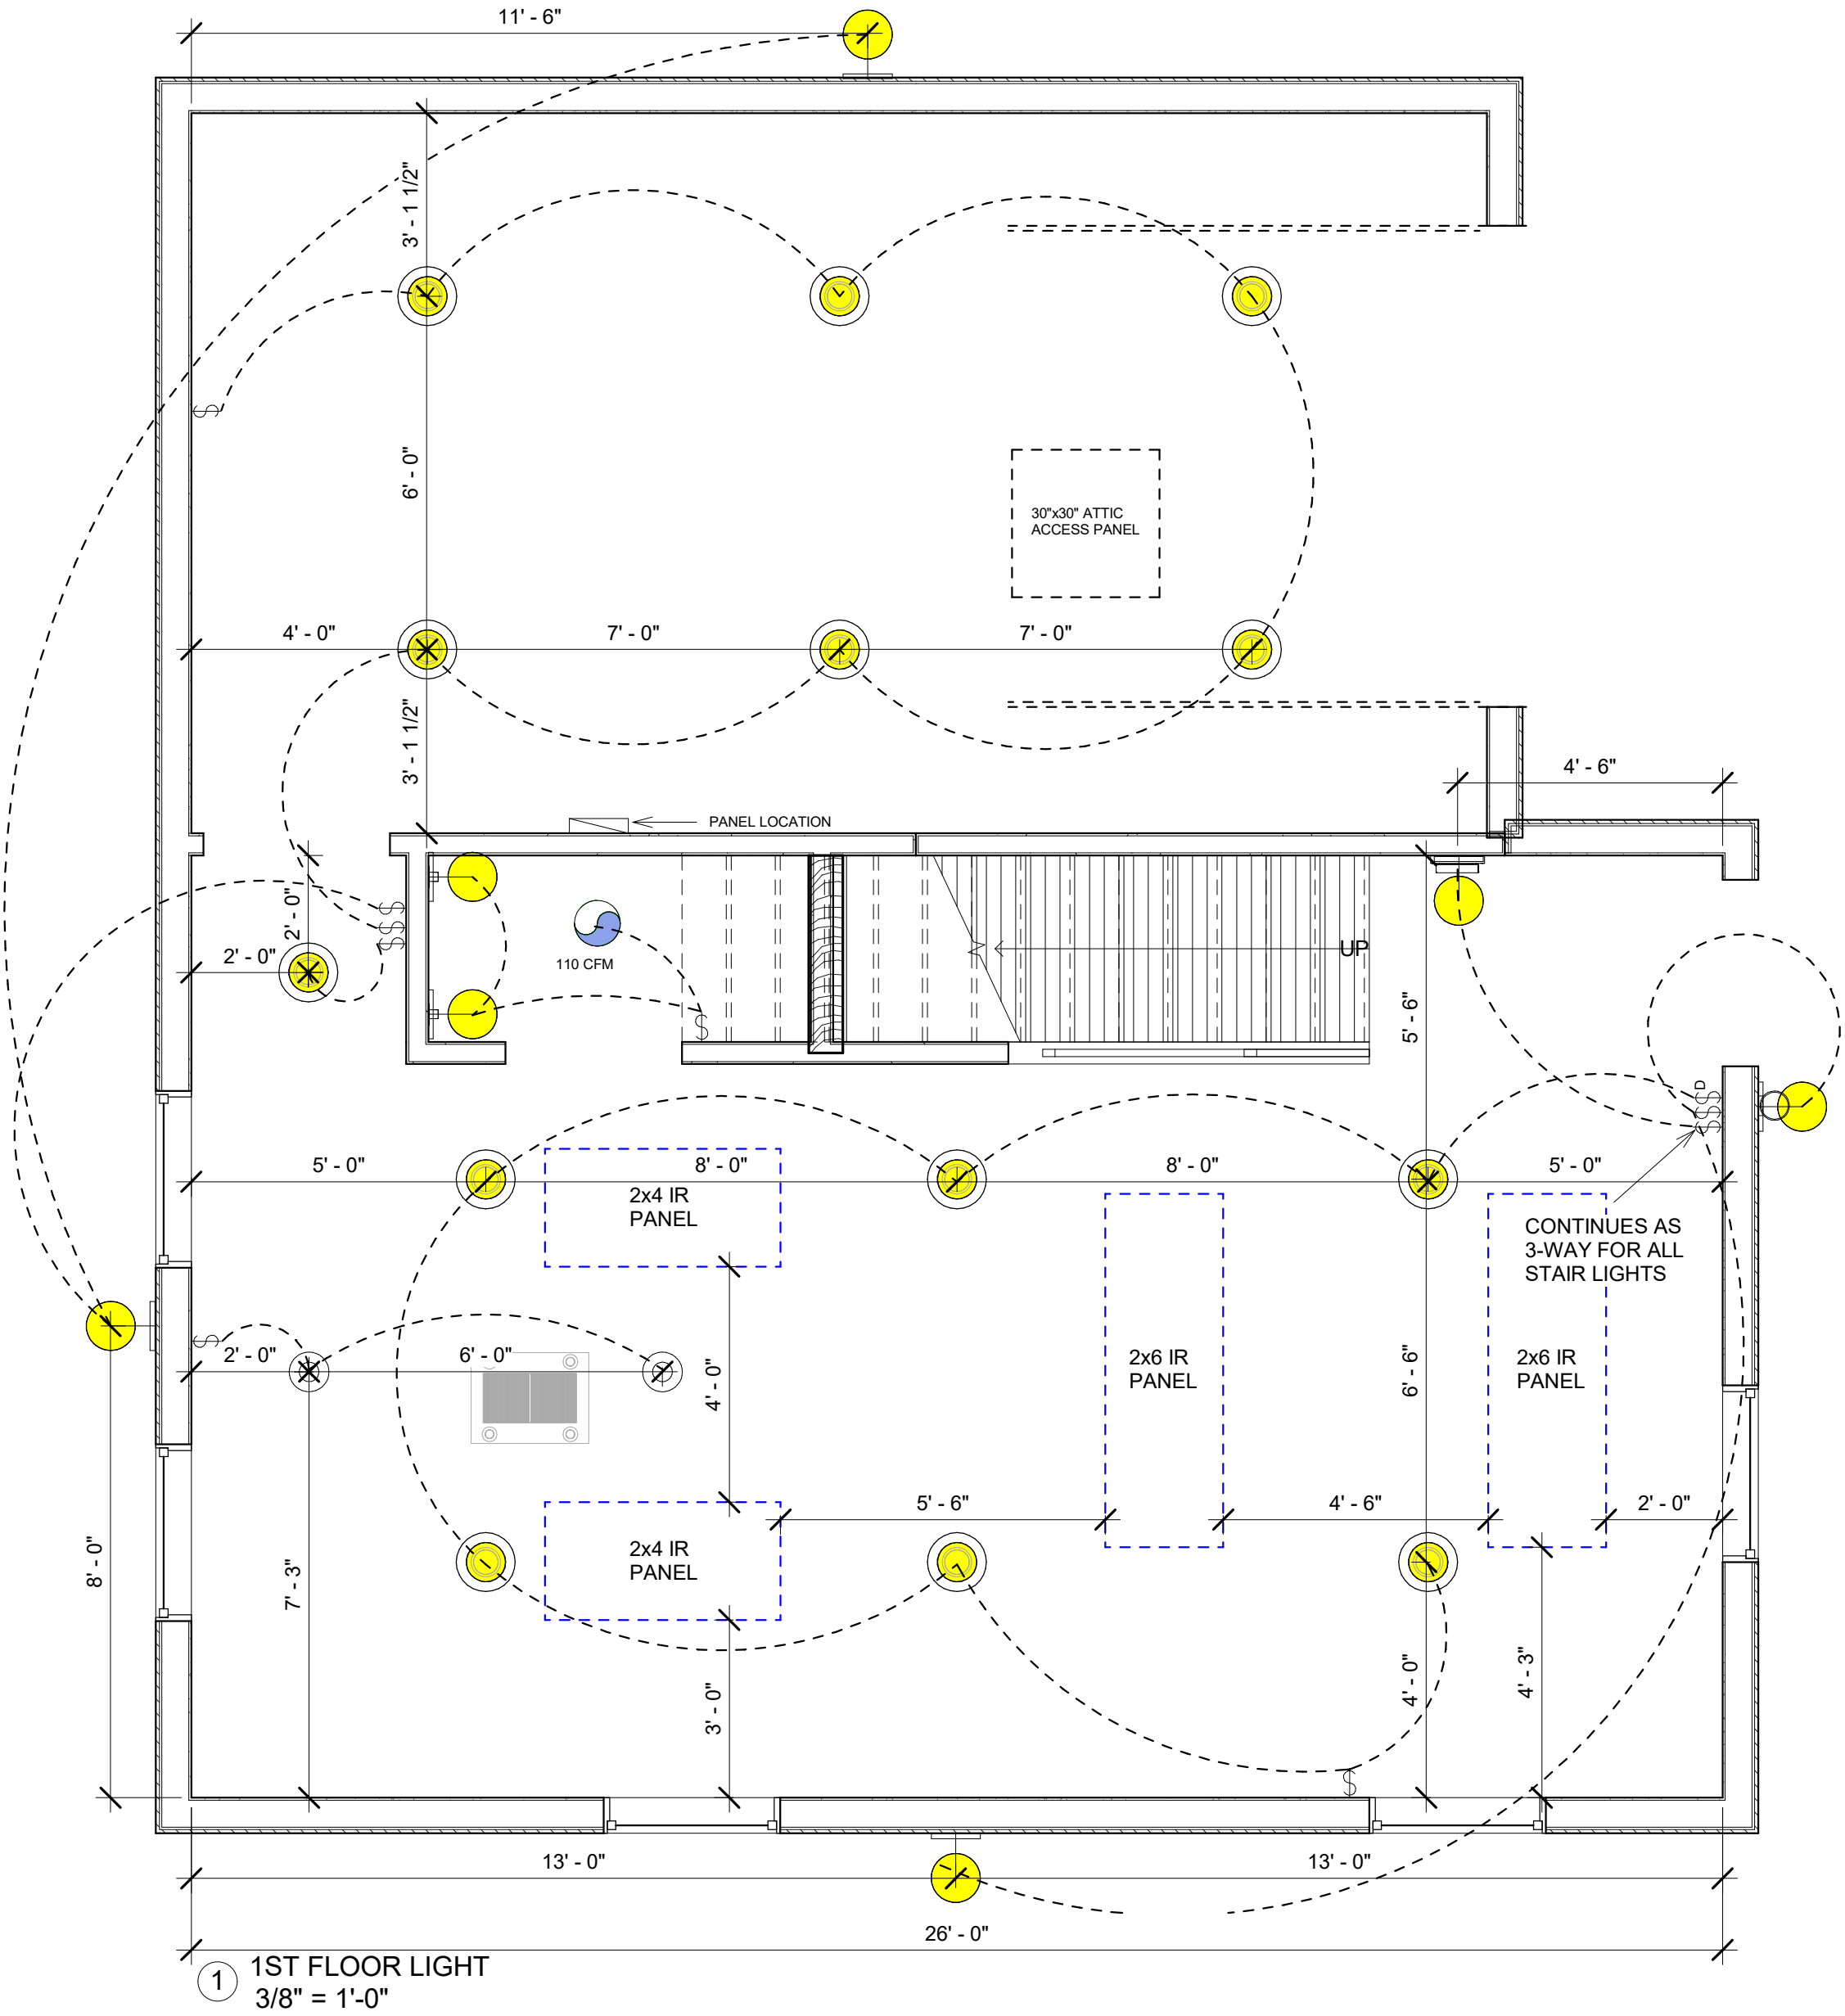 11' - 6"
3' - 1 1/2"
$
6' - 0"
30"x30" ATTIC
ACCESS PANEL
4' - 0"
7' - 0"
7' - 0"
3' - 1 1/2"
4' - 6"
PANEL LOCATION
2' - 0"
$
$
$
2' - 0"
110 CFM
UP
$
5' - 6"
D
$
$
$
5' - 0"
8' - 0"
8' - 0"
5' - 0"
2x4 IR
PANEL
CONTINUES AS
3-WAY FOR ALL
STAIR LIGHTS
$
2' - 0"
6' - 0"
4' - 0"
2x6 IR
PANEL
6' - 6"
2x6 IR
PANEL
5' - 6"
4' - 6"
2' - 0"
2x4 IR
PANEL
8' - 0"
7' - 3"
3' - 0"
4' - 0"
4' - 3"
$
13' - 0"
13' - 0"
26' - 0"
1
1ST FLOOR LIGHT
3/8" = 1'-0"